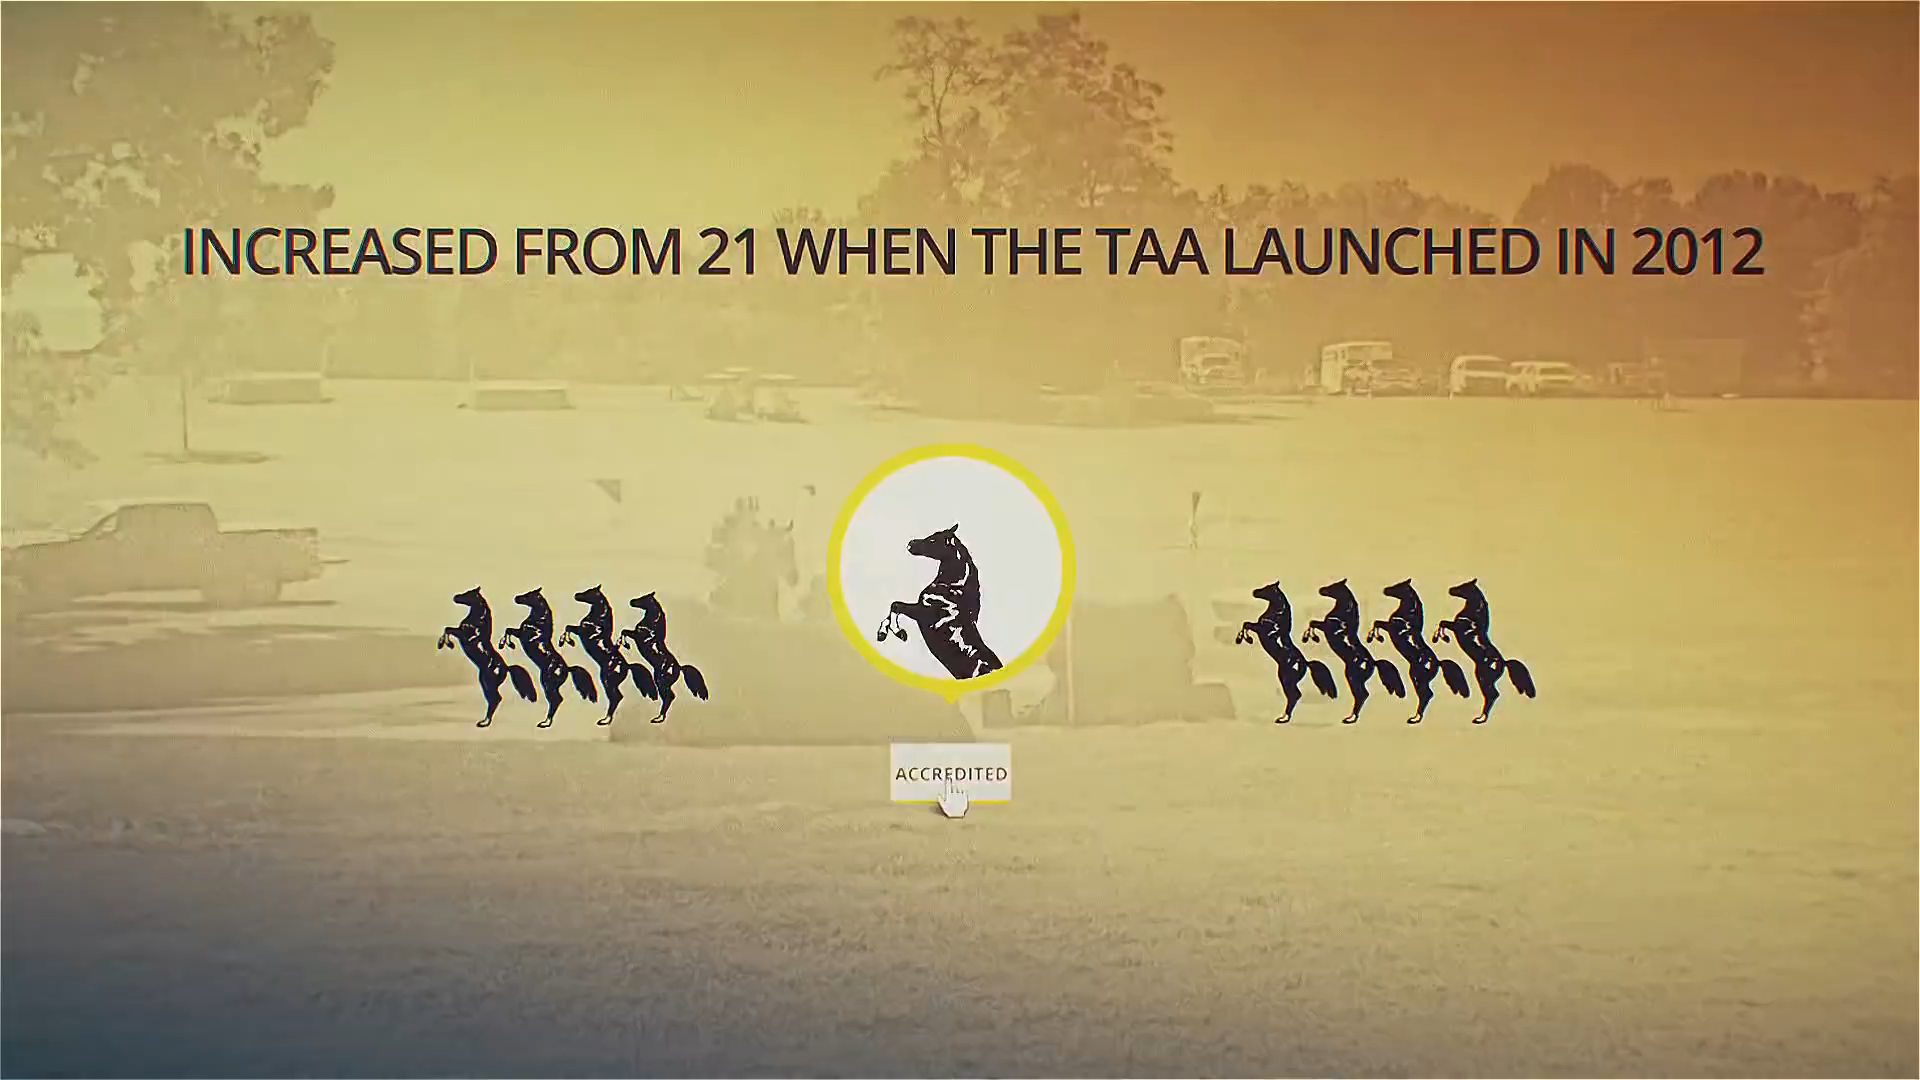 INCREASED FROM 21 WHEN THE TAA LAUNCHED IN 2012
ACCREDITED